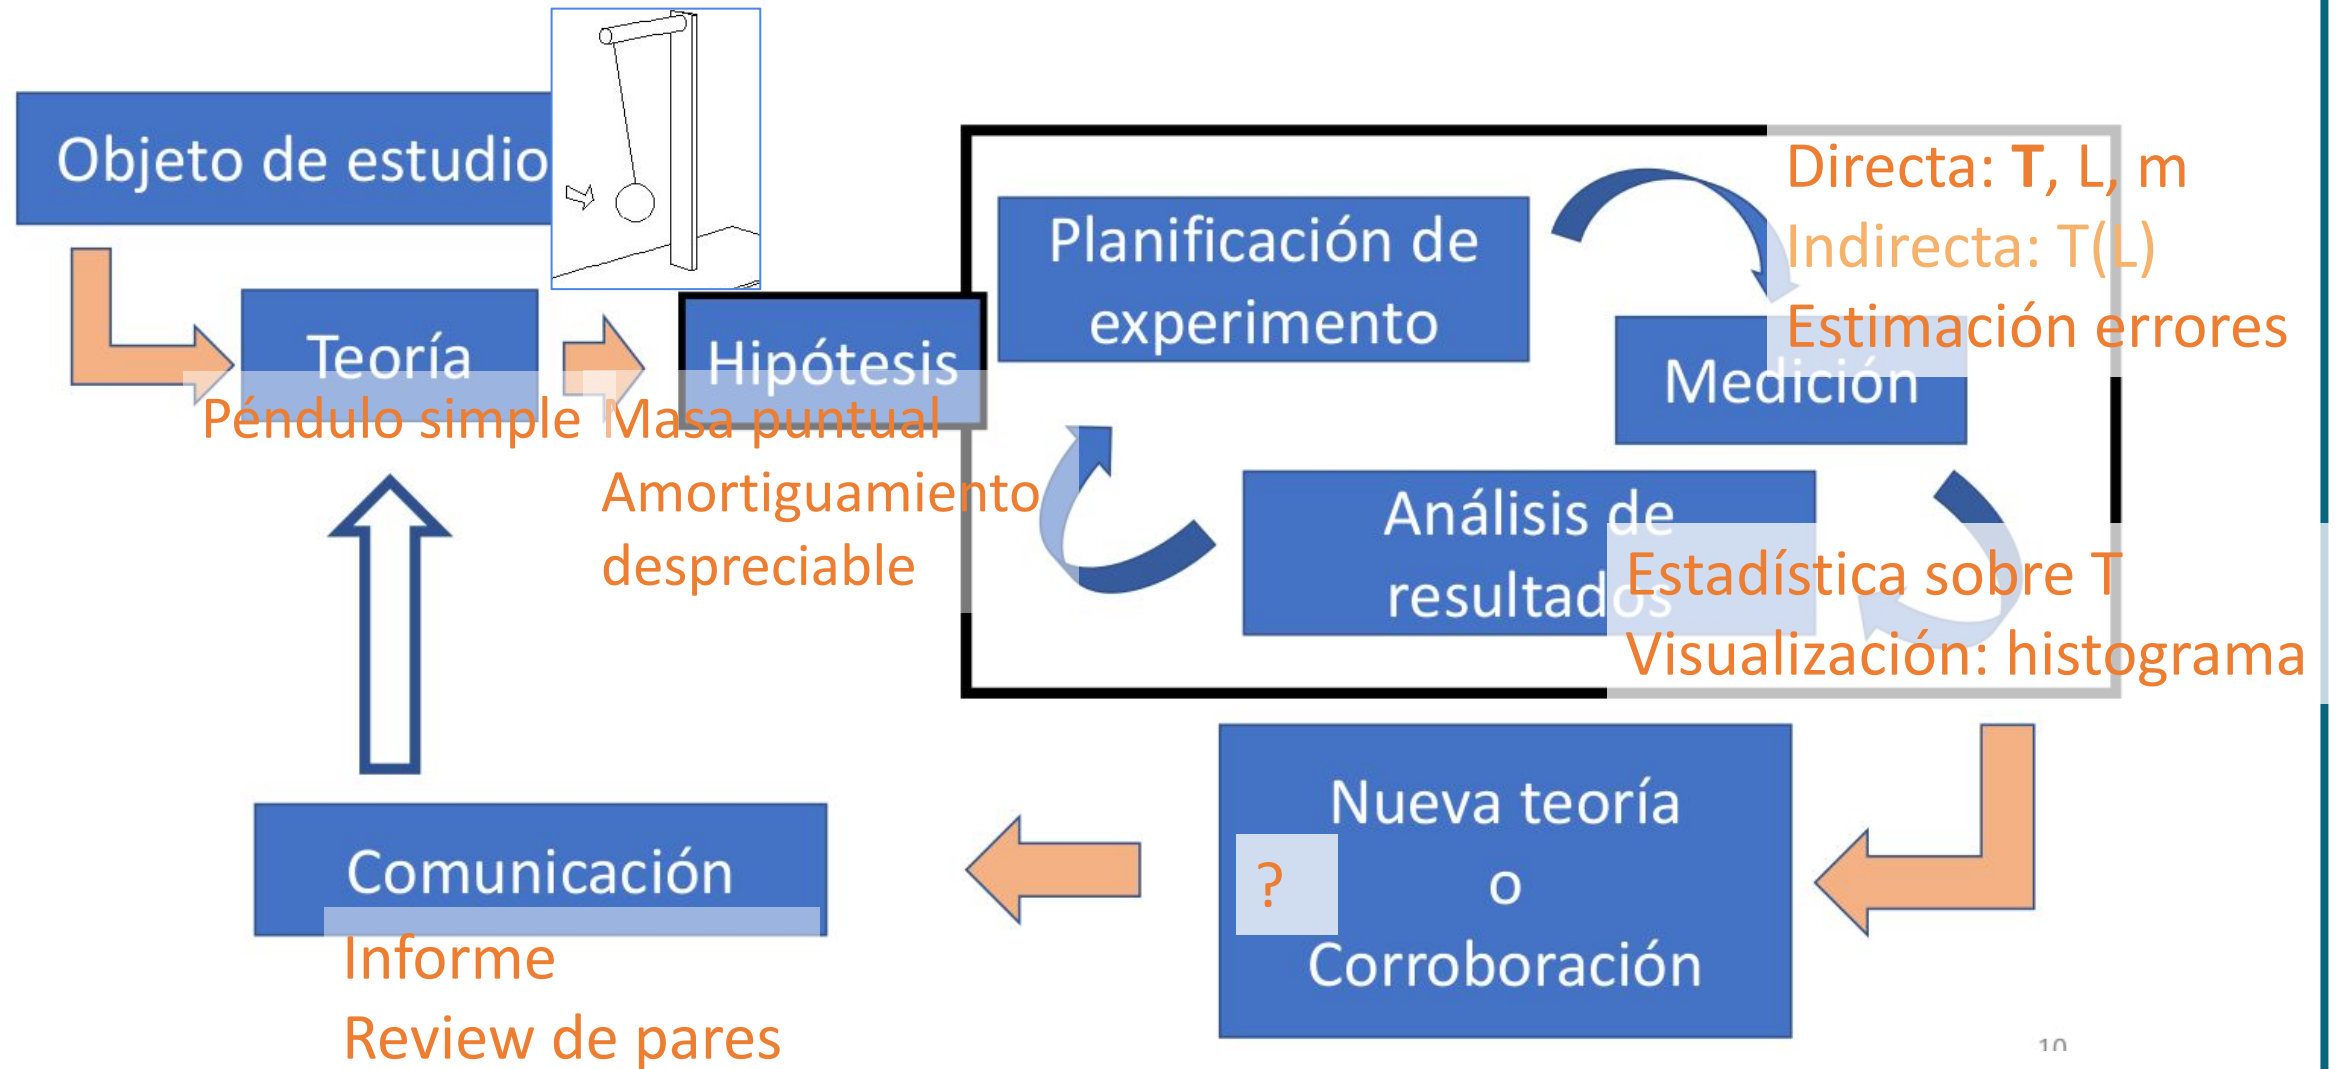 Objeto de estudio
Teoría
Péndulo simple
Hipótesis
Masa puntual
Amortiguamiento
despreciable
Planificación de
experimento
Directa: T, L, m
Indirecta: T(L)
Estimación errores
Medición
Análisis de
resultados
Estadística sobre T
Visualización: histograma
Nueva teoría
o
Corroboración
?
Comunicación
Informe
Review de pares
10